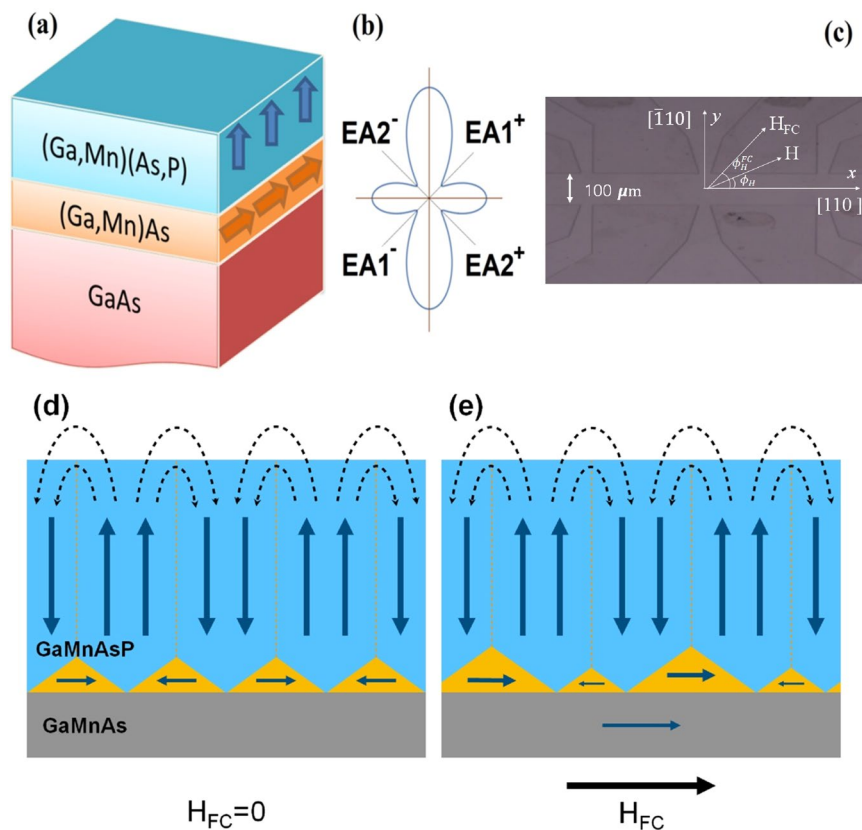 (a)
(Ga,Mn)(As,P)
(Ga,Mn)As
GaAs
(b)
EA2⁻
EA1⁺
EA1⁻
EA2⁺
(c)
[1̄10]
y
H_FC
H
ϕ_H^FC
ϕ_H
x
100 μm
[110]
(d)
GaMnAsP
GaMnAs
H_FC=0
(e)
H_FC